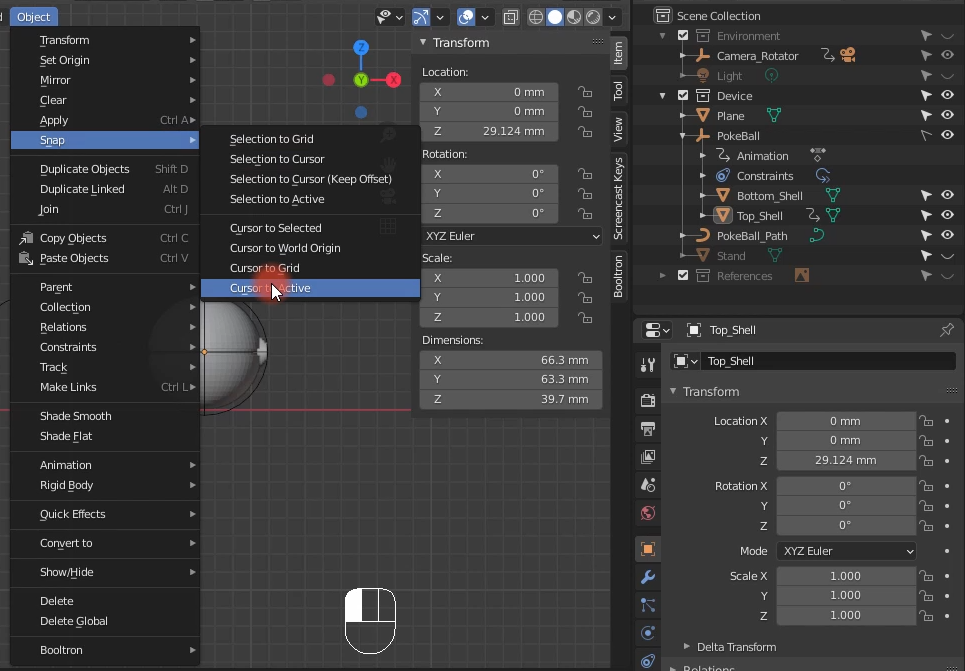 Object
Transform
Set Origin
Mirror
Clear
Apply Ctrl A
Snap
Duplicate Objects Shift D
Duplicate Linked Alt D
Join Ctrl J
Copy Objects Ctrl C
Paste Objects Ctrl V
Parent
Collection
Relations
Constraints
Track
Make Links Ctrl L
Shade Smooth
Shade Flat
Animation
Rigid Body
Quick Effects
Convert to
Show/Hide
Delete
Delete Global
Booltron
Selection to Grid
Selection to Cursor
Selection to Cursor (Keep Offset)
Selection to Active
Cursor to Selected
Cursor to World Origin
Cursor to Grid
Cursor to Active
Z
Y
X
Transform
Location:
X 0 mm
Y 0 mm
Z 29.124 mm
Rotation:
X 0°
Y 0°
Z 0°
XYZ Euler
Scale:
X 1.000
Y 1.000
Z 1.000
Dimensions:
X 66.3 mm
Y 63.3 mm
Z 39.7 mm
Item
Tool
View
Screencast Keys
Booltron
Scene Collection
Environment
Camera_Rotator
Light
Device
Plane
PokeBall
Animation
Constraints
Bottom_Shell
Top_Shell
PokeBall_Path
Stand
References
Top_Shell
Top_Shell
Transform
Location X 0 mm
Y 0 mm
Z 29.124 mm
Rotation X 0°
Y 0°
Z 0°
Mode XYZ Euler
Scale X 1.000
Y 1.000
Z 1.000
Delta Transform
Relations